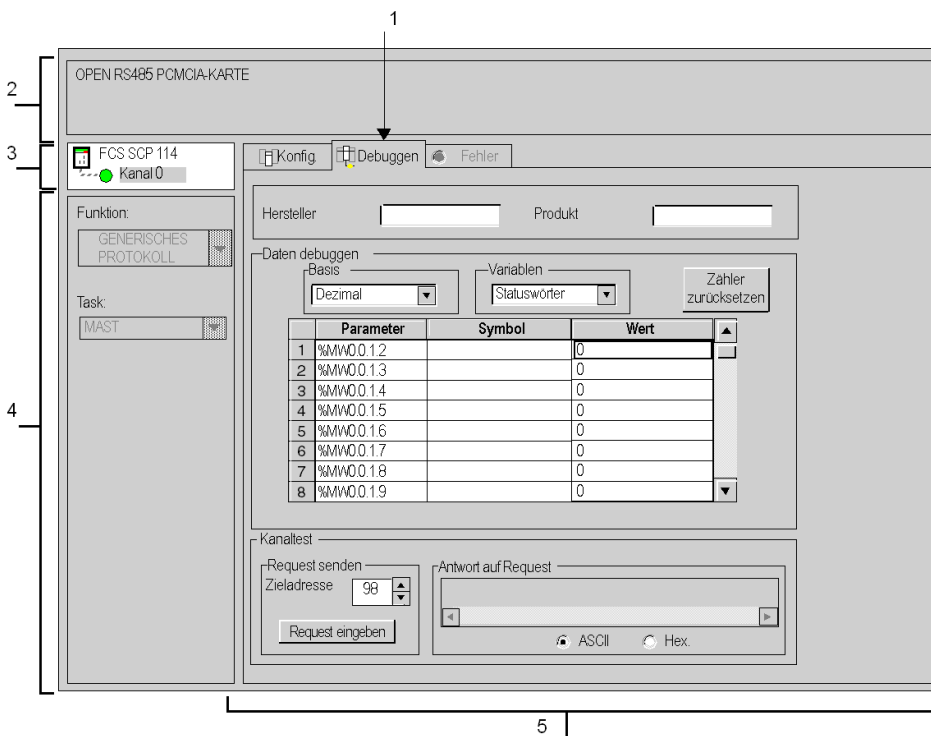 1
2
OPEN RS485 PCMCIA-KARTE
3
FCS SCP 114
Kanal 0
Konfig.
Debuggen
Fehler
4
Funktion:
GENERISCHES
PROTOKOLL
Task:
MAST
Hersteller
Produkt
Daten debuggen
Basis
Dezimal
Variablen
Statuswörter
Zähler
zurücksetzen
Parameter Symbol Wert
1 %MW0.0.1.2 0
2 %MW0.0.1.3 0
3 %MW0.0.1.4 0
4 %MW0.0.1.5 0
5 %MW0.0.1.6 0
6 %MW0.0.1.7 0
7 %MW0.0.1.8 0
8 %MW0.0.1.9 0
Kanaltest
Request senden
Zieladresse 98
Request eingeben
Antwort auf Request
ASCII Hex.
5